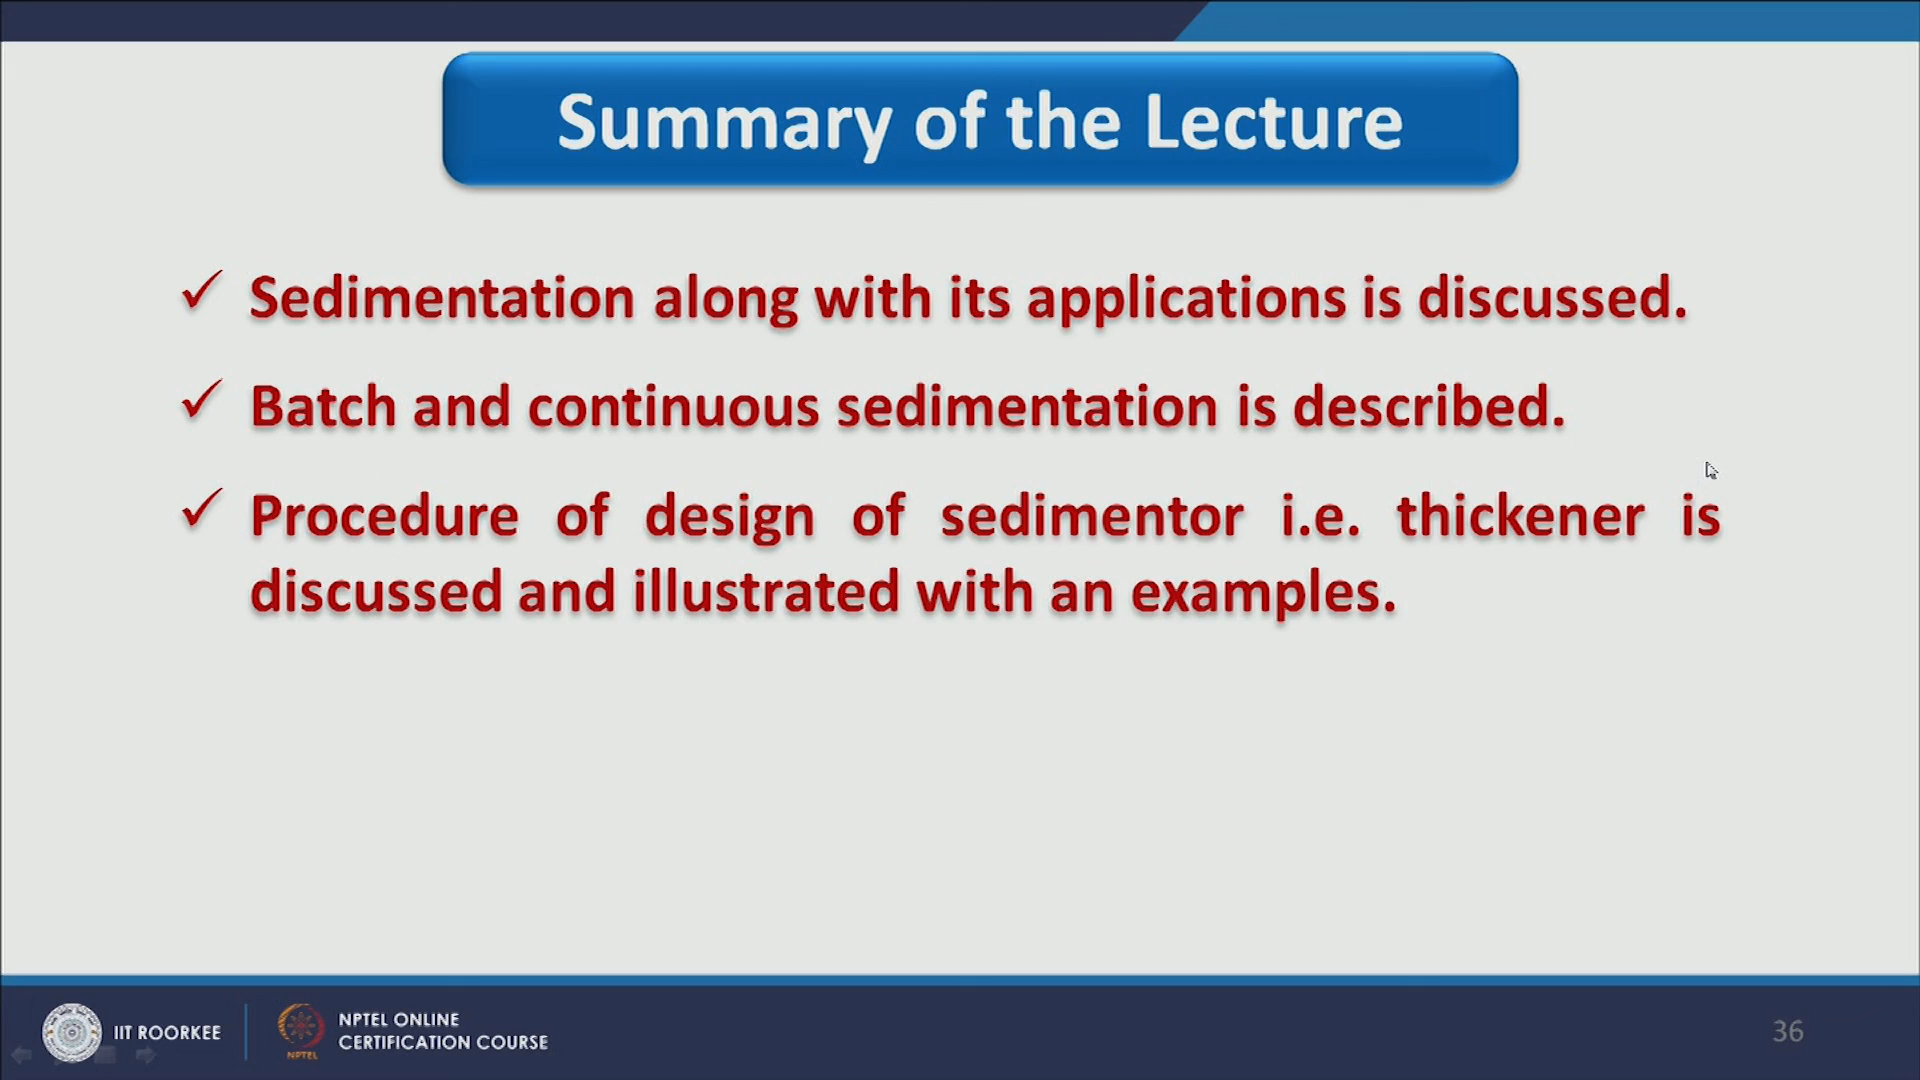 Summary of the Lecture
✓ Sedimentation along with its applications is discussed.
✓ Batch and continuous sedimentation is described.
✓ Procedure of design of sedimentor i.e. thickener is
discussed and illustrated with an examples.
IIT ROORKEE
NPTEL
NPTEL ONLINE
CERTIFICATION COURSE
36